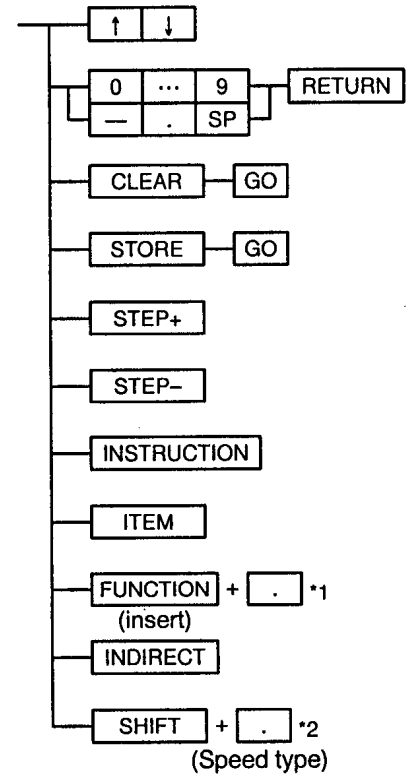 ↑ ↓
0 ... 9 RETURN
— . SP
CLEAR GO
STORE GO
STEP+
STEP–
INSTRUCTION
ITEM
FUNCTION + . *1
(insert)
INDIRECT
SHIFT + . *2
(Speed type)